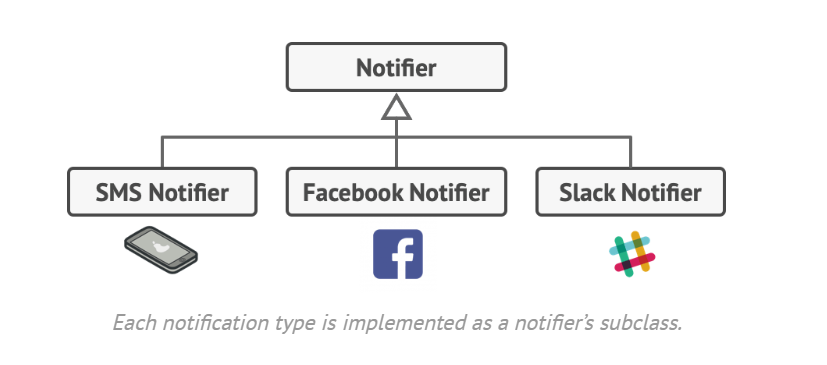 Notifier
SMS Notifier
Facebook Notifier
Slack Notifier
Each notification type is implemented as a notifier’s subclass.